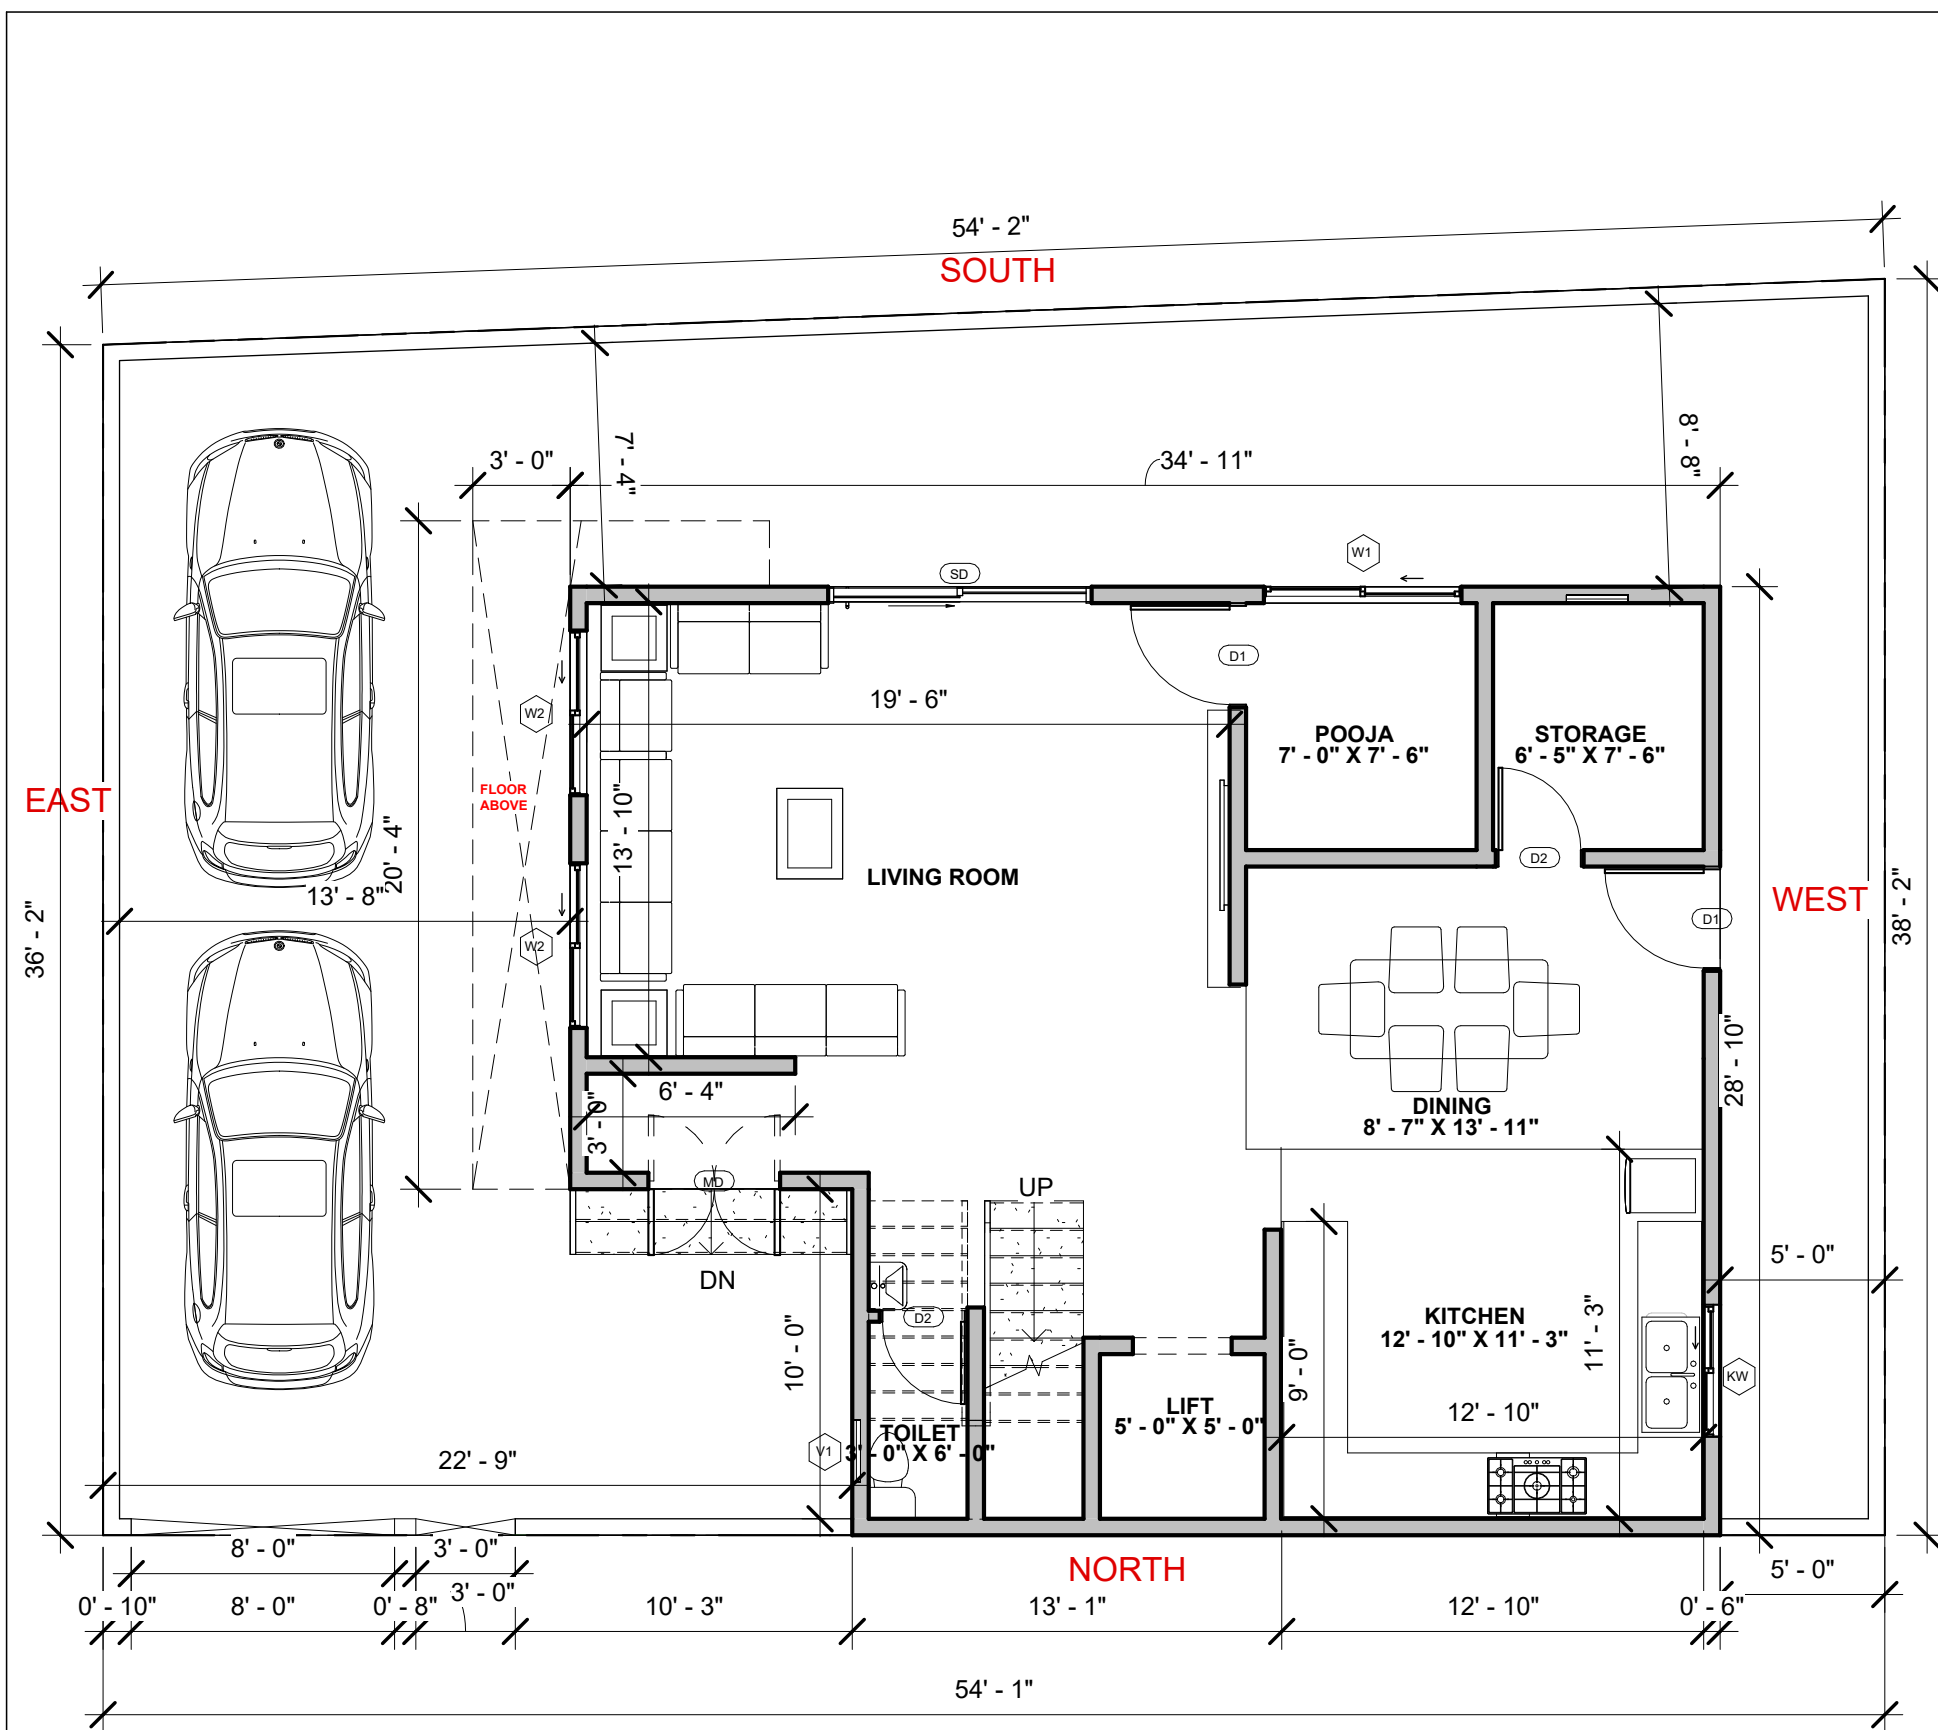 54' - 2"
SOUTH
7' - 4"
8' - 8"
3' - 0"
34' - 11"
W1
SD
D1
19' - 6"
W2
POOJA
7' - 0" X 7' - 6"
STORAGE
6' - 5" X 7' - 6"
EAST
FLOOR
ABOVE
13' - 10"
20' - 4"
D2
LIVING ROOM
13' - 8"
WEST
D1
36' - 2"
38' - 2"
W2
28' - 10"
6' - 4"
3' - 0"
DINING
8' - 7" X 13' - 11"
MD
UP
DN
5' - 0"
D2
KITCHEN
12' - 10" X 11' - 3"
11' - 3"
10' - 0"
9' - 0"
KW
LIFT
5' - 0" X 5' - 0"
12' - 10"
TOILET
3' - 0" X 6' - 0"
V1
22' - 9"
8' - 0"
3' - 0"
NORTH
5' - 0"
0' - 10"
8' - 0"
0' - 8"
3' - 0"
10' - 3"
13' - 1"
12' - 10"
0' - 6"
54' - 1"